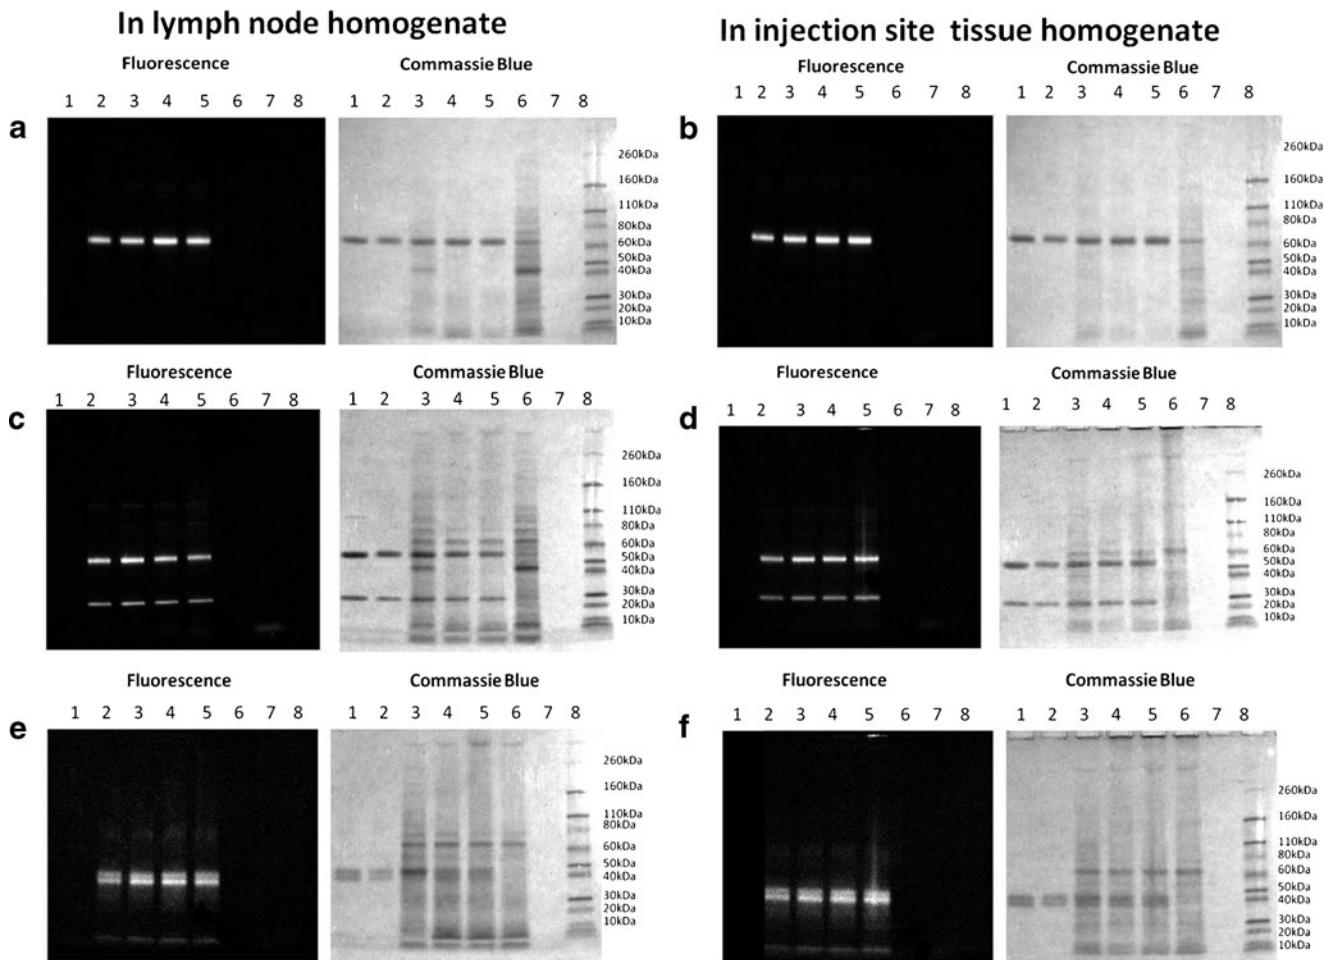 In lymph node homogenate
In injection site tissue homogenate
Fluorescence
Commassie Blue
1 2 3 4 5 6 7 8
1 2 3 4 5 6 7 8
a
260kDa
160kDa
110kDa
80kDa
60kDa
50kDa
40kDa
30kDa
20kDa
10kDa
Fluorescence
Commassie Blue
1 2 3 4 5 6 7 8
1 2 3 4 5 6 7 8
b
260kDa
160kDa
110kDa
80kDa
60kDa
50kDa
40kDa
30kDa
20kDa
10kDa
Fluorescence
Commassie Blue
1 2 3 4 5 6 7 8
1 2 3 4 5 6 7 8
c
260kDa
160kDa
110kDa
80kDa
60kDa
50kDa
40kDa
30kDa
20kDa
10kDa
Fluorescence
Commassie Blue
1 2 3 4 5 6 7 8
1 2 3 4 5 6 7 8
d
260kDa
160kDa
110kDa
80kDa
60kDa
50kDa
40kDa
30kDa
20kDa
10kDa
Fluorescence
Commassie Blue
1 2 3 4 5 6 7 8
1 2 3 4 5 6 7 8
e
260kDa
160kDa
110kDa
80kDa
60kDa
50kDa
40kDa
30kDa
20kDa
10kDa
Fluorescence
Commassie Blue
1 2 3 4 5 6 7 8
1 2 3 4 5 6 7 8
f
260kDa
160kDa
110kDa
80kDa
60kDa
50kDa
40kDa
30kDa
20kDa
10kDa